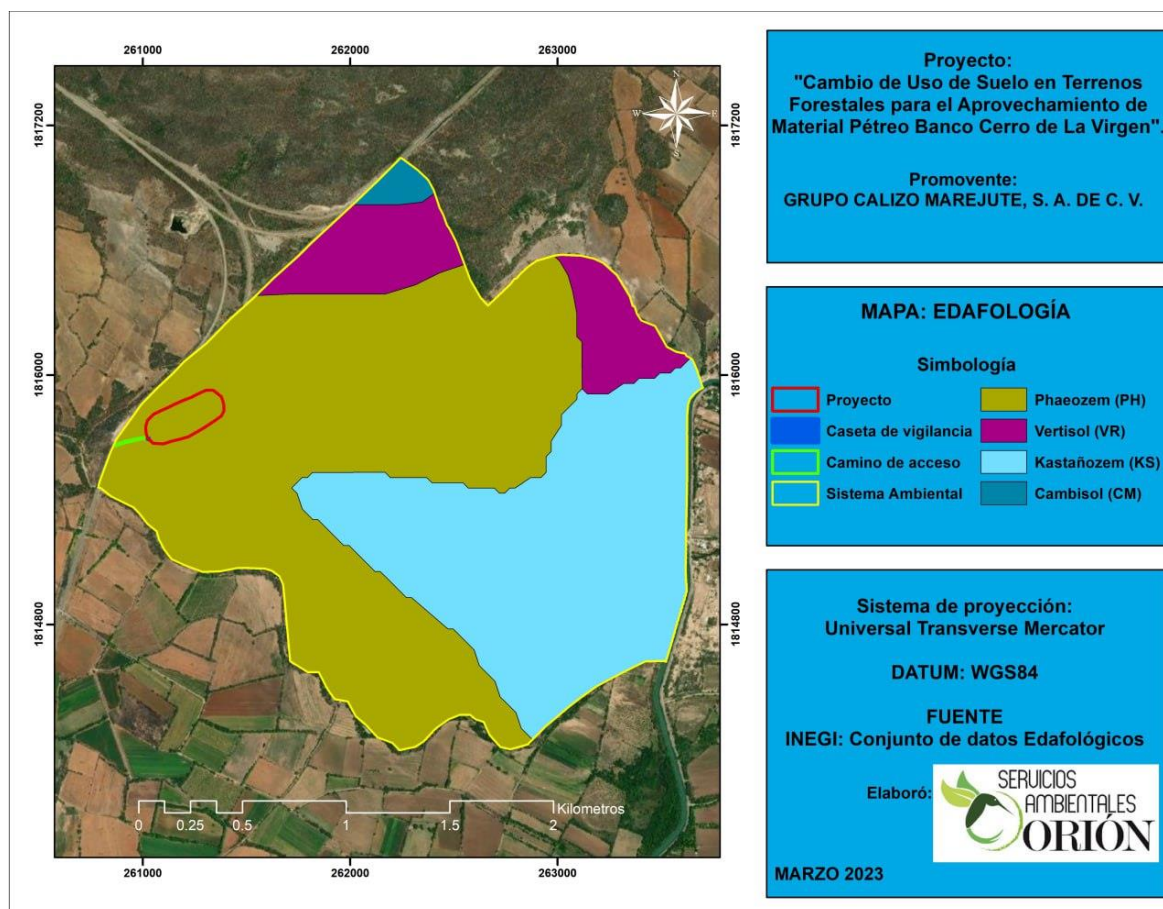 261000
262000
263000
N
W
E
S
1817200
1817200
1816000
1816000
1814800
1814800
Kilometros
0
0.25
0.5
1
1.5
2
261000
262000
263000
Proyecto:
"Cambio de Uso de Suelo en Terrenos
Forestales para el Aprovechamiento de
Material Pétreo Banco Cerro de La Virgen".
Promovente:
GRUPO CALIZO MAREJUTE, S. A. DE C. V.
MAPA: EDAFOLOGÍA
Simbología
Proyecto
Phaeozem (PH)
Caseta de vigilancia
Vertisol (VR)
Camino de acceso
Kastañozem (KS)
Sistema Ambiental
Cambisol (CM)
Sistema de proyección:
Universal Transverse Mercator
DATUM: WGS84
FUENTE
INEGI: Conjunto de datos Edafológicos
Elaboró:
SERVICIOS
AMBIENTALES
ORIÓN
MARZO 2023